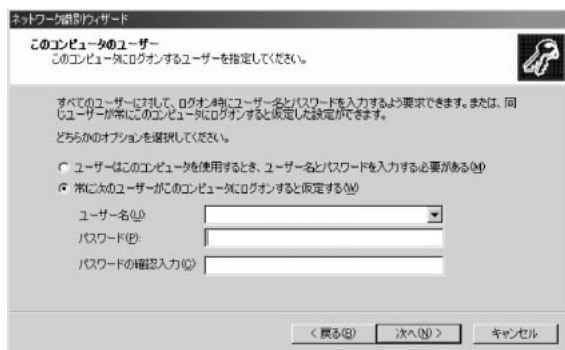 ネットワーク識別ウィザード
このコンピュータのユーザー
このコンピュータにログオンするユーザーを指定してください。
すべてのユーザーに対して、ログオン時にユーザー名とパスワードを入力するよう要求できます。または、同
じユーザーが常にこのコンピュータにログオンすると仮定した設定ができます。
どちらかのオプションを選択してください。
ユーザーはこのコンピュータを使用するとき、ユーザー名とパスワードを入力する必要がある(M)
常に次のユーザーがこのコンピュータにログオンすると仮定する(W)
ユーザー名(U):
パスワード(P):
パスワードの確認入力(C):
< 戻る(B)
次へ(N) >
キャンセル